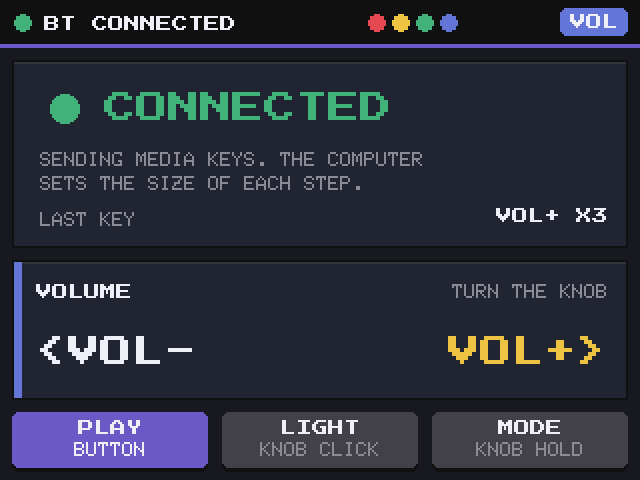 BT CONNECTED
VOL
CONNECTED
SENDING MEDIA KEYS. THE COMPUTER
SETS THE SIZE OF EACH STEP.
LAST KEY VOL+ X3
VOLUME TURN THE KNOB
<VOL- VOL+>
PLAY LIGHT MODE
BUTTON KNOB CLICK KNOB HOLD